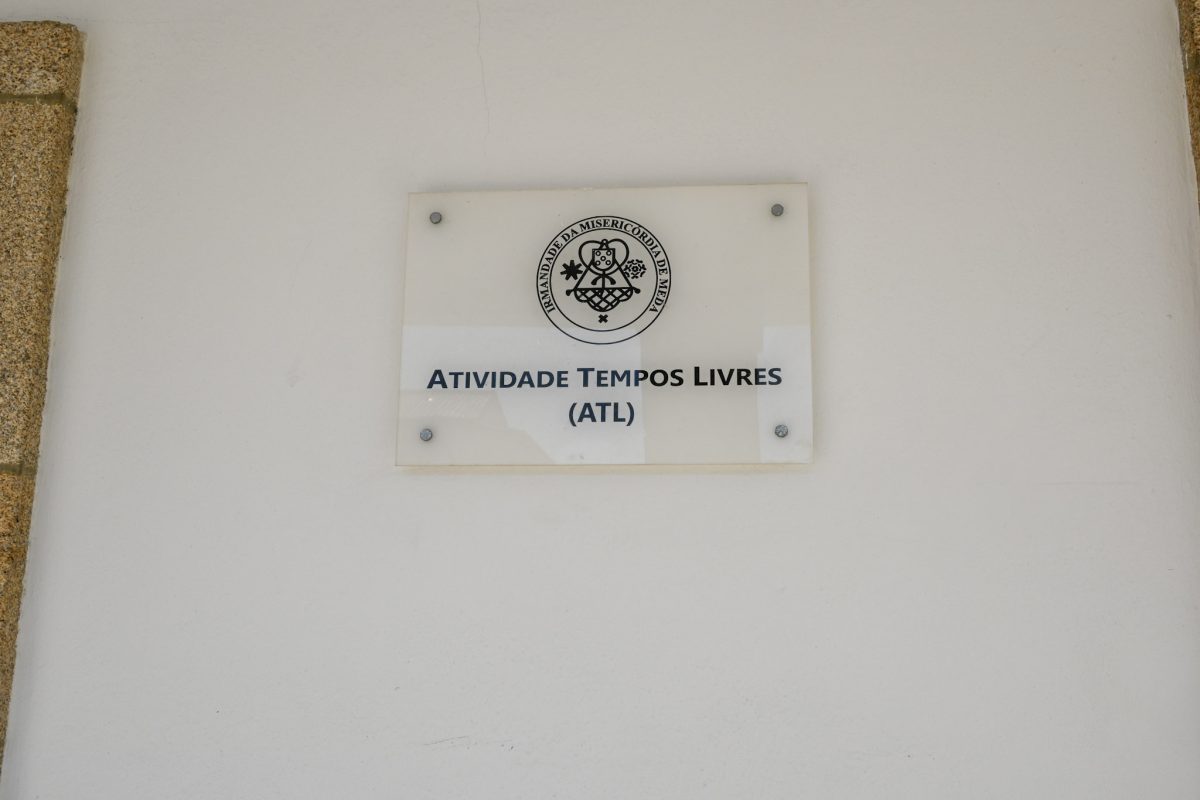 IRMANDADE DA MISERICÓRDIA DE MEDA
ATIVIDADE TEMPOS LIVRES
(ATL)